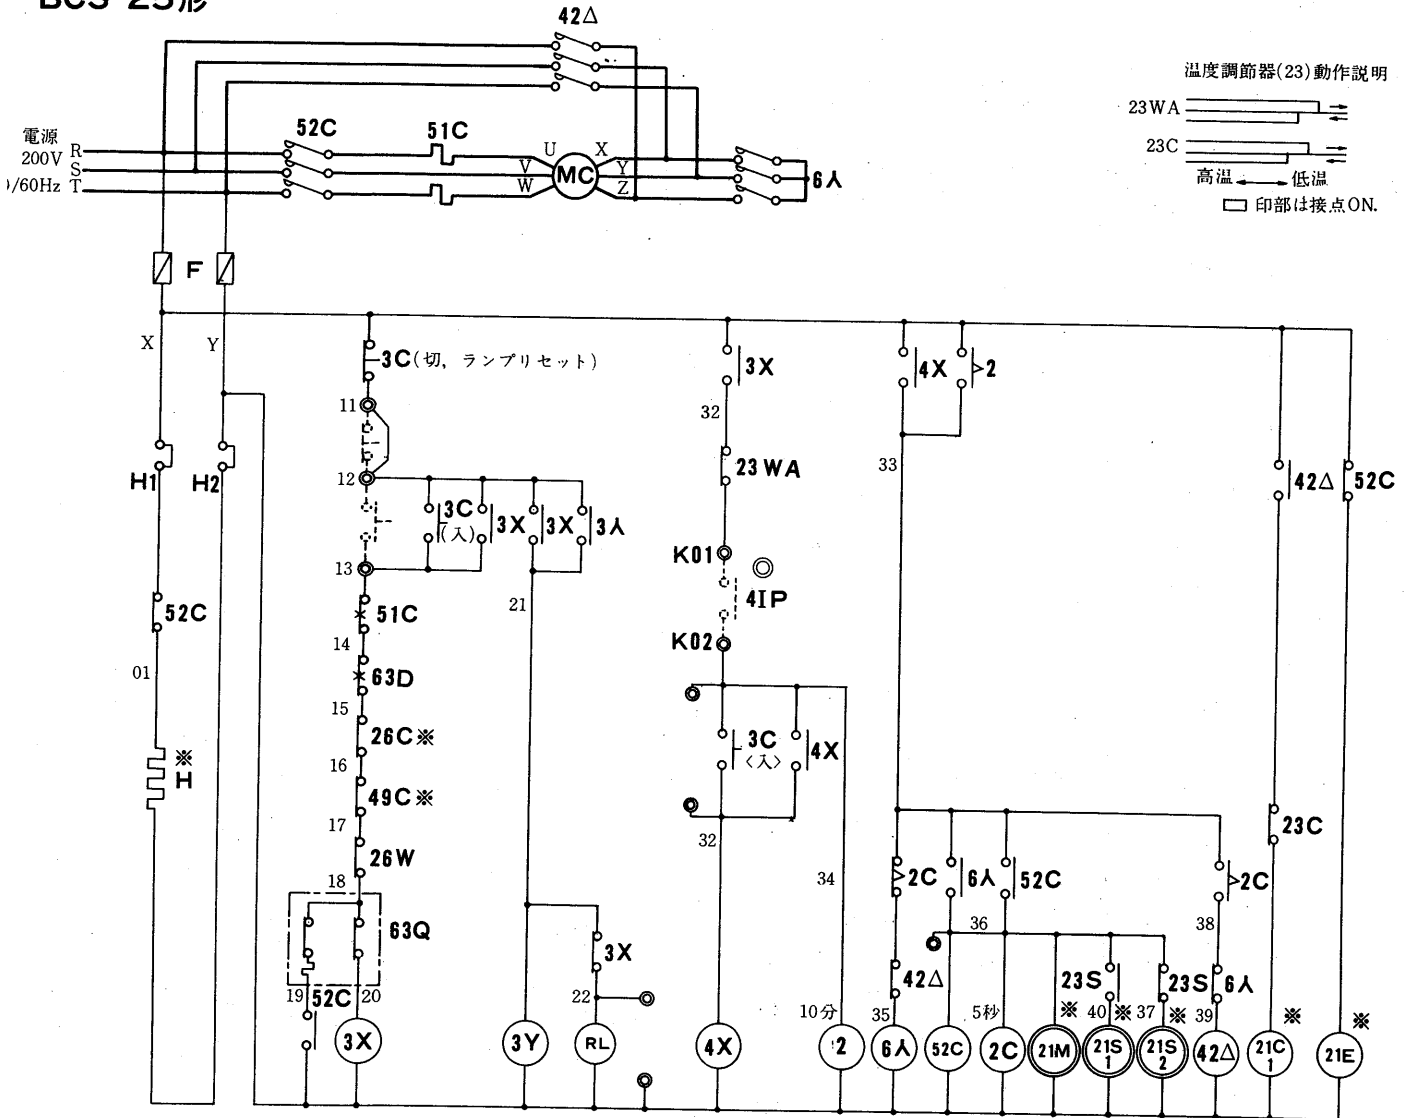 BCS-25形
42Δ
温度調節器(23)動作説明
23WA
23C
高温 低温
印部は接点ON.
電源
200V R
S
/60Hz T
52C
51C
U
V
W
MC
X
Y
Z
6人
F
X
Y
3C(切, ランプリセット)
3X
4X
2
11
32
H1
H2
12
23WA
33
42Δ
52C
3C
(入)
3X
3X
3人
13
K01
52C
51C
21
4IP
14
K02
01
63D
15
26C※
3C
〈入〉
4X
※
H
16
49C※
17
32
23C
26W
34
2C
6人
52C
2C
18
63Q
36
38
3X
42Δ
23S
23S
6人
19
52C
20
22
10分
35
5秒
※
40
※
37
※
39
※
※
3X
3Y
RL
4X
2
6人
52C
2C
21M
21S
1
21S
2
42Δ
21C
1
21E